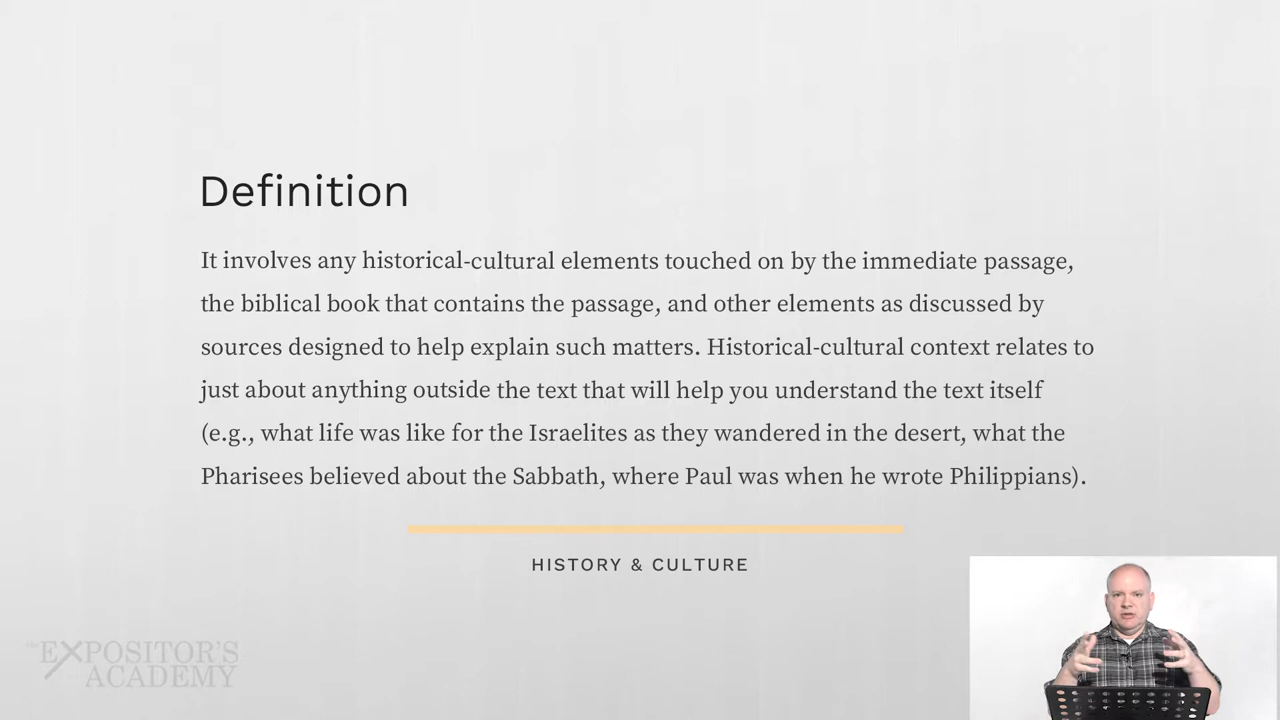 Definition
It involves any historical-cultural elements touched on by the immediate passage,
the biblical book that contains the passage, and other elements as discussed by
sources designed to help explain such matters. Historical-cultural context relates to
just about anything outside the text that will help you understand the text itself
(e.g., what life was like for the Israelites as they wandered in the desert, what the
Pharisees believed about the Sabbath, where Paul was when he wrote Philippians).
HISTORY & CULTURE
the EXPOSITOR'S
ACADEMY